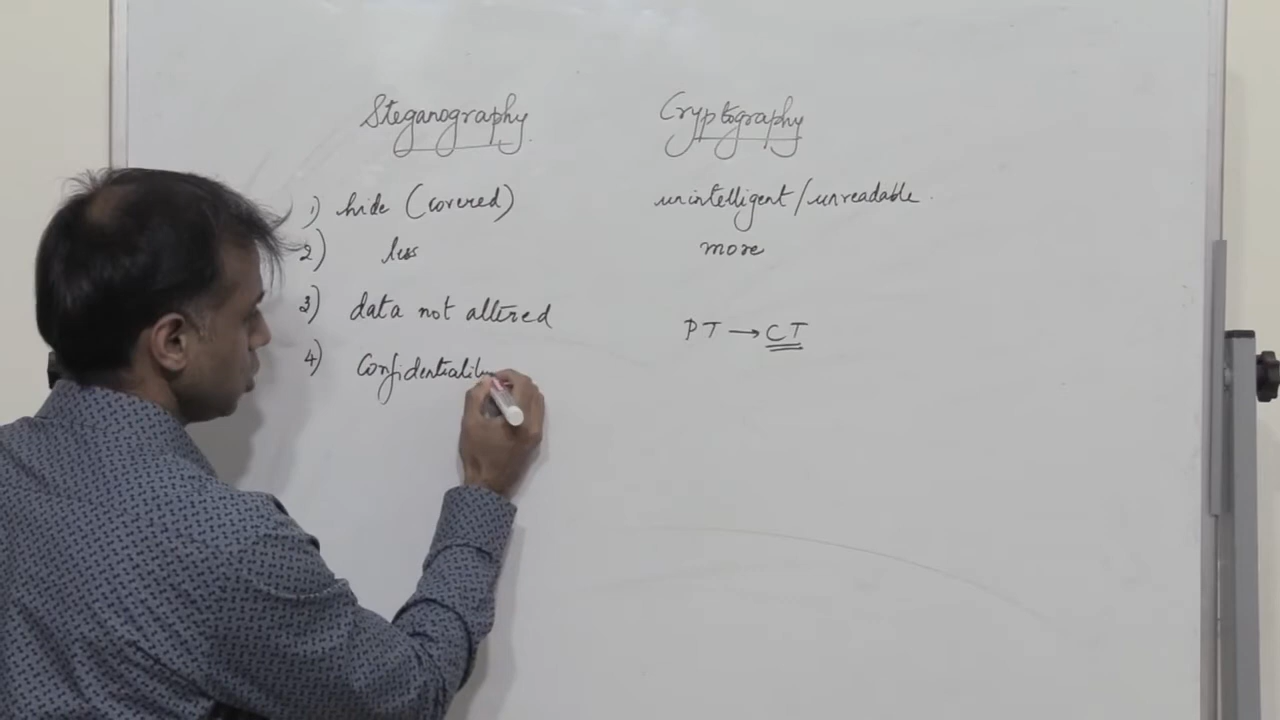 Steganography Cryptography
1) hide (covered) unintelligent/unreadable.
2) less more
3) data not altered PT → CT
4) Confidentiality